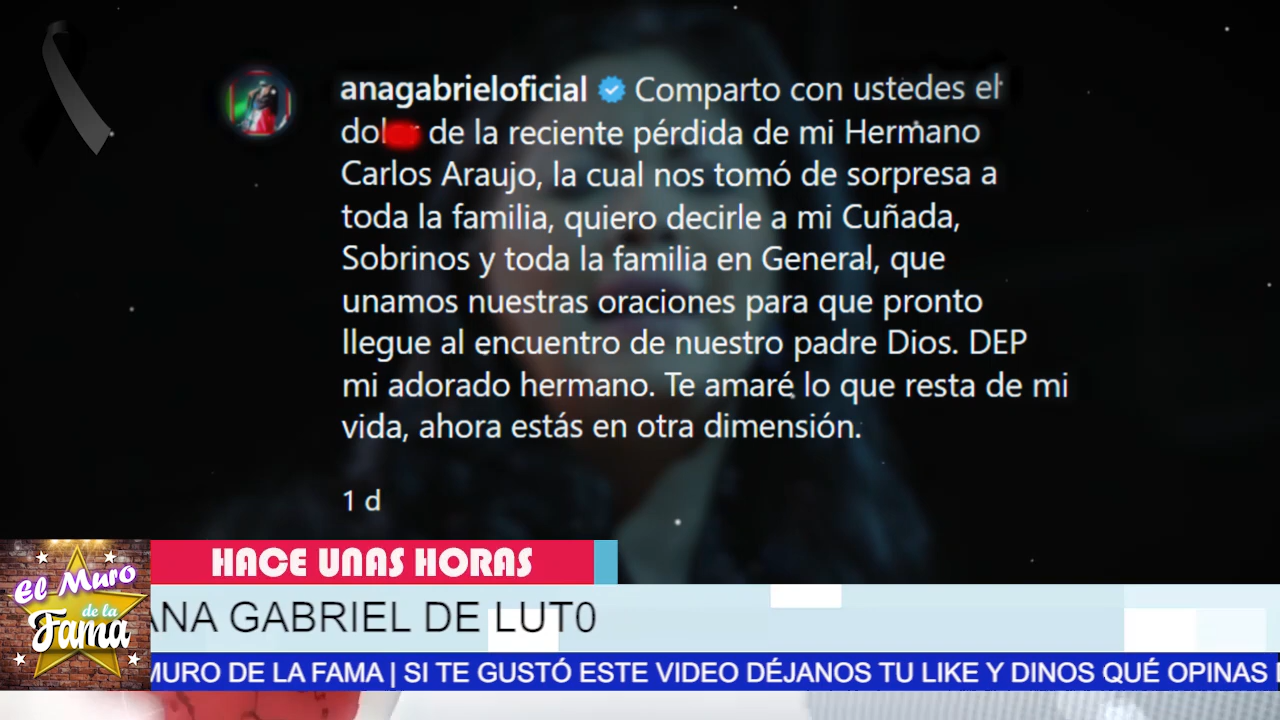 anagabrieloficial Comparto con ustedes el
dol de la reciente pérdida de mi Hermano
Carlos Araujo, la cual nos tomó de sorpresa a
toda la familia, quiero decirle a mi Cuñada,
Sobrinos y toda la familia en General, que
unamos nuestras oraciones para que pronto
llegue al encuentro de nuestro padre Dios. DEP
mi adorado hermano. Te amaré lo que resta de mi
vida, ahora estás en otra dimensión.
1 d
HACE UNAS HORAS
El Muro
de la
Fama
ANA GABRIEL DE LUT0
MURO DE LA FAMA | SI TE GUSTÓ ESTE VIDEO DÉJANOS TU LIKE Y DINOS QUÉ OPINAS